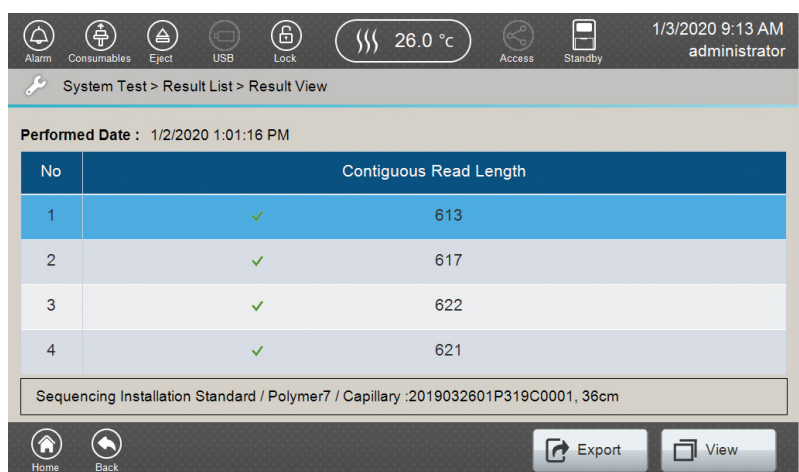 Alarm Consumables Eject USB Lock 26.0 °C Access Standby 1/3/2020 9:13 AM
administrator
System Test > Result List > Result View
Performed Date : 1/2/2020 1:01:16 PM
No Contiguous Read Length
1 613
2 617
3 622
4 621
Sequencing Installation Standard / Polymer7 / Capillary :2019032601P319C0001, 36cm
Home Back Export View